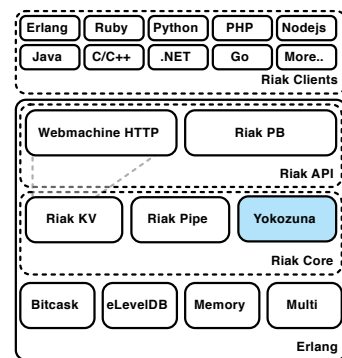 Erlang Ruby Python PHP Nodejs
Java C/C++ .NET Go More..
Riak Clients
Webmachine HTTP Riak PB
Riak API
Riak KV Riak Pipe Yokozuna
Riak Core
Bitcask eLevelDB Memory Multi
Erlang